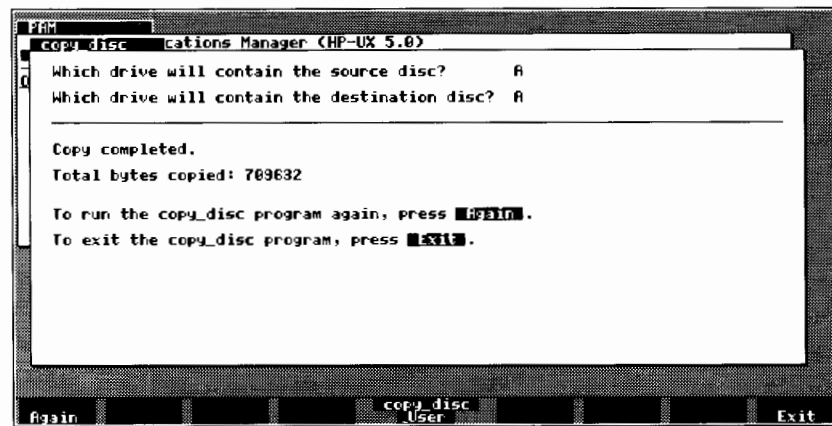 PAM
copy_disc cations Manager (HP-UX 5.0)
Which drive will contain the source disc? A
Which drive will contain the destination disc? A
Copy completed.
Total bytes copied: 709632
To run the copy_disc program again, press Again.
To exit the copy_disc program, press Exit.
copy_disc
Again User Exit